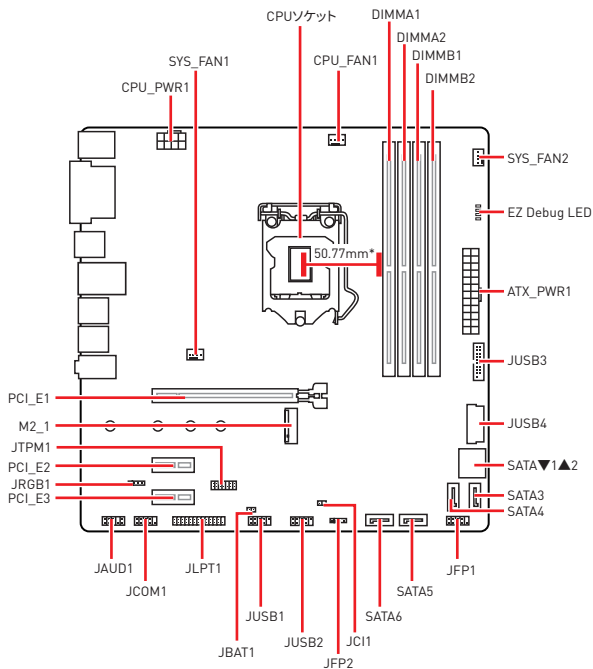 CPUソケット
DIMMA1
DIMMA2
DIMMB1
DIMMB2
SYS_FAN1
CPU_FAN1
CPU_PWR1
SYS_FAN2
EZ Debug LED
50.77mm*
ATX_PWR1
JUSB3
PCI_E1
JUSB4
M2_1
JTPM1
PCI_E2
SATA▼1▲2
JRGB1
PCI_E3
SATA3
SATA4
JAUD1
JCOM1
JLPT1
JBAT1
JUSB1
JUSB2
JFP2
JCI1
SATA6
SATA5
JFP1